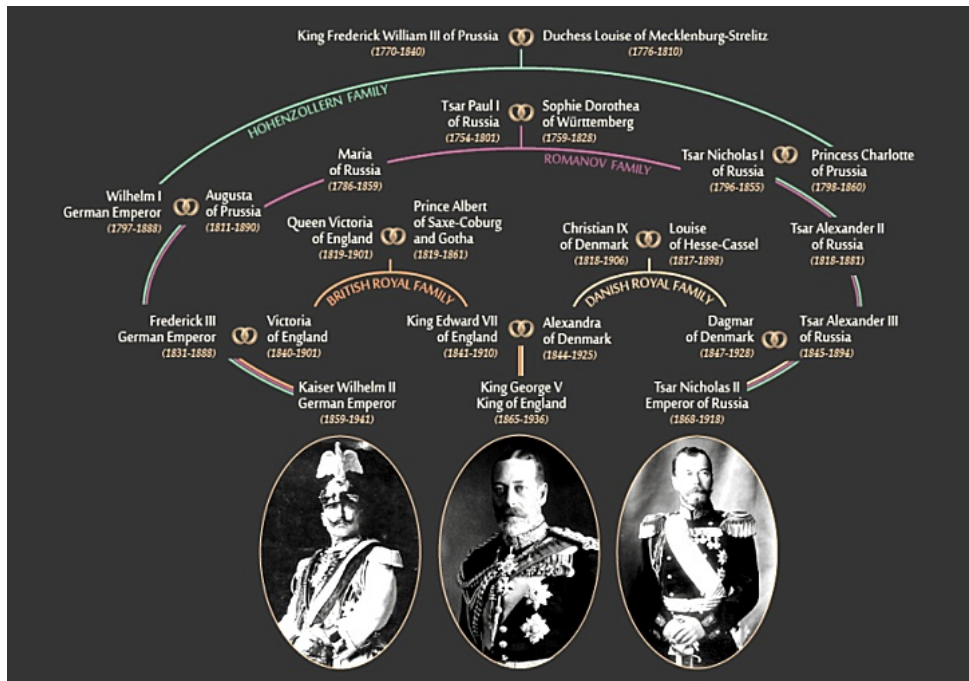 King Frederick William III of Prussia
(1770-1840)
Duchess Louise of Mecklenburg-Strelitz
(1776-1810)
HOHENZOLLERN FAMILY
Tsar Paul I
of Russia
(1754-1801)
Sophie Dorothea
of Württemberg
(1759-1828)
ROMANOV FAMILY
Maria
of Russia
(1786-1859)
Tsar Nicholas I
of Russia
(1796-1855)
Princess Charlotte
of Prussia
(1798-1860)
Wilhelm I
German Emperor
(1797-1888)
Augusta
of Prussia
(1811-1890)
Queen Victoria
of England
(1819-1901)
Prince Albert
of Saxe-Coburg
and Gotha
(1819-1861)
Christian IX
of Denmark
(1818-1906)
Louise
of Hesse-Cassel
(1817-1898)
Tsar Alexander II
of Russia
(1818-1881)
BRITISH ROYAL FAMILY
DANISH ROYAL FAMILY
Frederick III
German Emperor
(1831-1888)
Victoria
of England
(1840-1901)
King Edward VII
of England
(1841-1910)
Alexandra
of Denmark
(1844-1925)
Dagmar
of Denmark
(1847-1928)
Tsar Alexander III
of Russia
(1845-1894)
Kaiser Wilhelm II
German Emperor
(1859-1941)
King George V
King of England
(1865-1936)
Tsar Nicholas II
Emperor of Russia
(1868-1918)